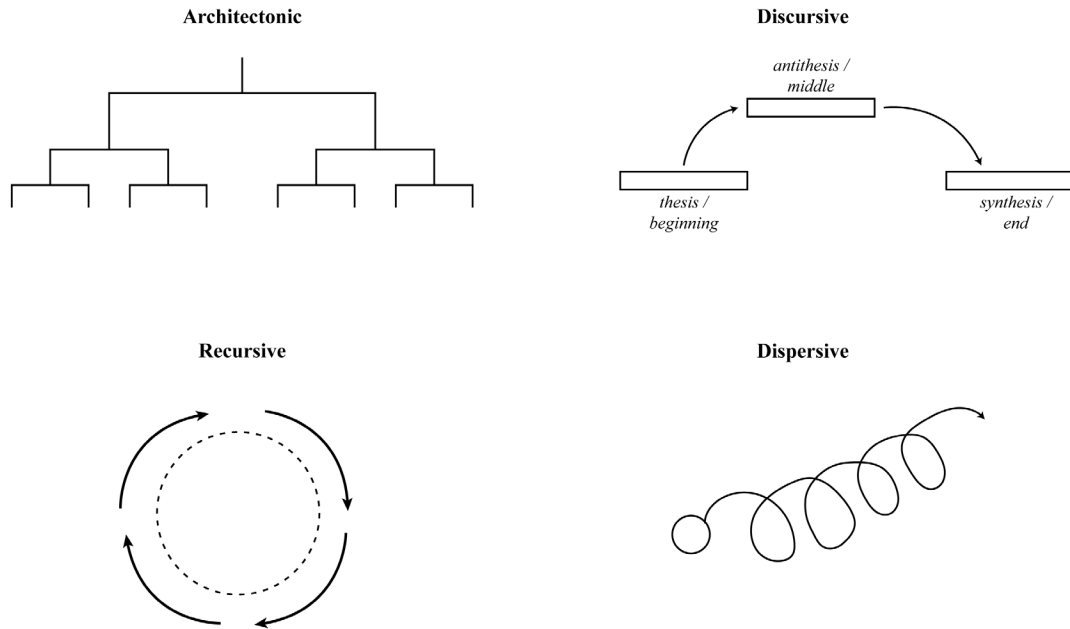 Architectonic
Discursive
antithesis /
middle
thesis /
beginning
synthesis /
end
Recursive
Dispersive